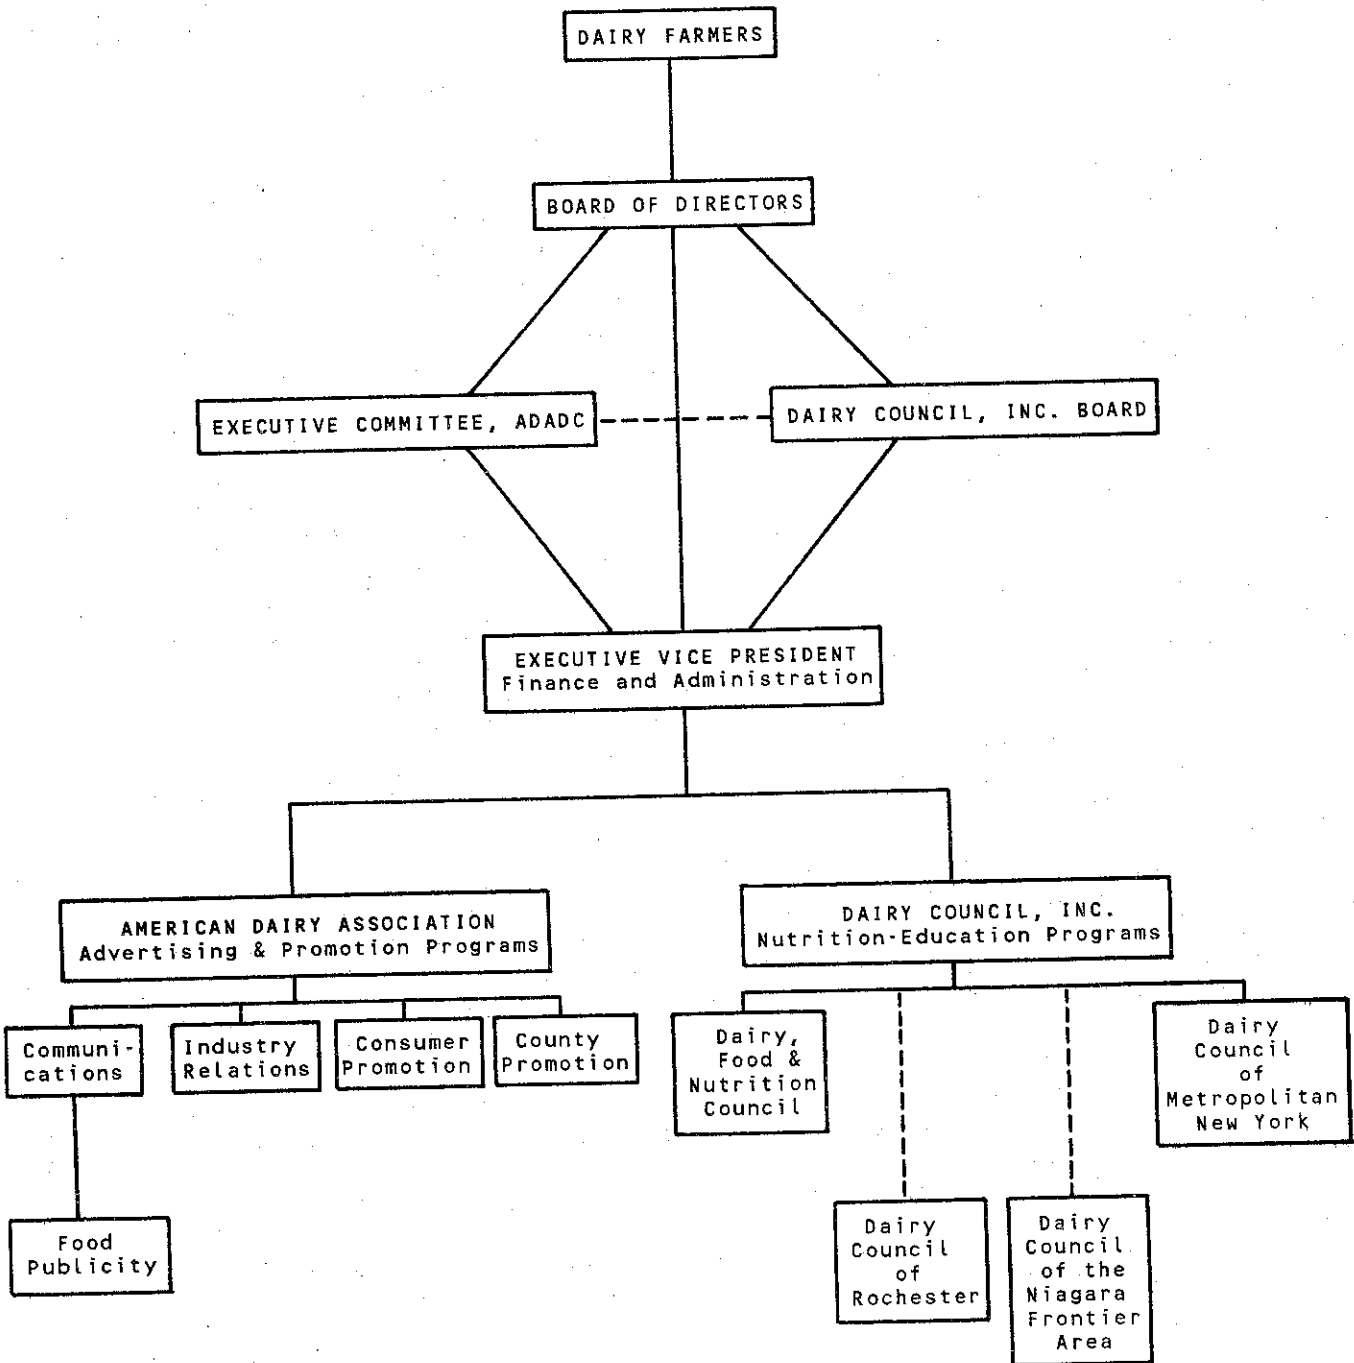 DAIRY FARMERS
BOARD OF DIRECTORS
EXECUTIVE COMMITTEE, ADADC
DAIRY COUNCIL, INC. BOARD
EXECUTIVE VICE PRESIDENT
Finance and Administration
AMERICAN DAIRY ASSOCIATION
Advertising & Promotion Programs
DAIRY COUNCIL, INC.
Nutrition-Education Programs
Communi-
cations
Industry
Relations
Consumer
Promotion
County
Promotion
Dairy,
Food &
Nutrition
Council
Dairy
Council
of
Metropolitan
New York
Food
Publicity
Dairy
Council
of
Rochester
Dairy
Council
of the
Niagara
Frontier
Area